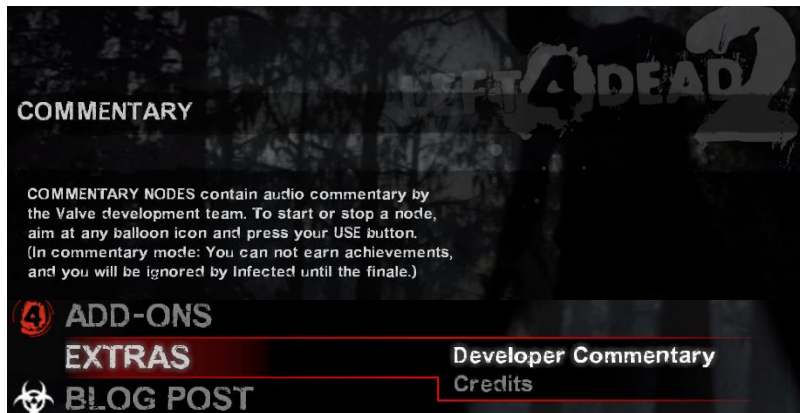 LEFT 4 DEAD 2
COMMENTARY
COMMENTARY NODES contain audio commentary by
the Valve development team. To start or stop a node,
aim at any balloon icon and press your USE button.
(In commentary mode: You can not earn achievements,
and you will be ignored by Infected until the finale.)
4 ADD-ONS
EXTRAS
Developer Commentary
Credits
BLOG POST